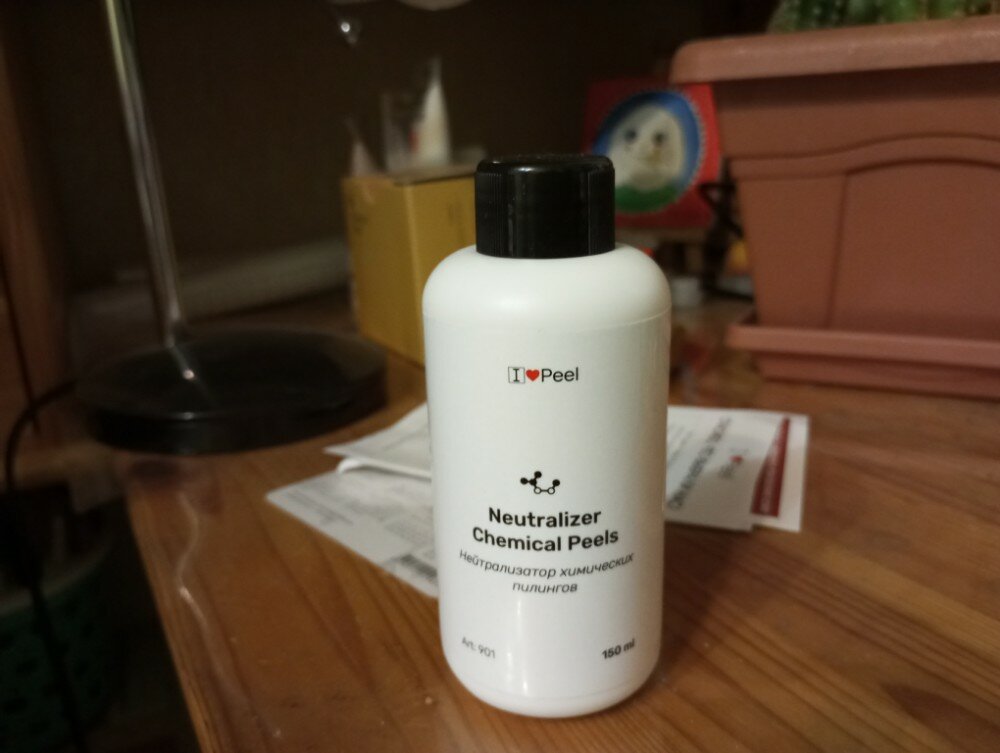 I❤Peel
Neutralizer
Chemical Peels
Нейтрализатор химических
пилингов
Art. 901
150 ml